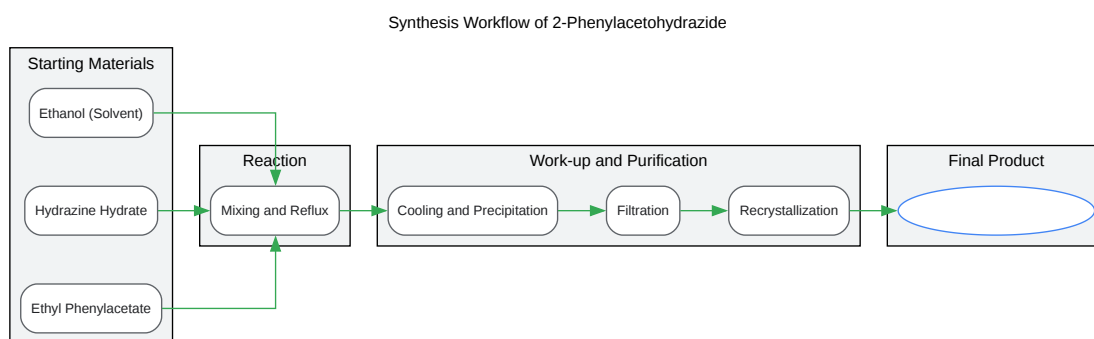 Synthesis Workflow of 2-Phenylacetohydrazide
Starting Materials
Ethanol (Solvent)
Hydrazine Hydrate
Ethyl Phenylacetate
Reaction
Mixing and Reflux
Work-up and Purification
Cooling and Precipitation
Filtration
Recrystallization
Final Product